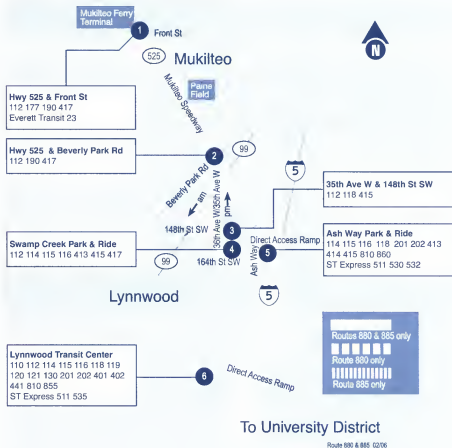 Mukilteo Ferry
Terminal
1
Front St
525
Mukilteo
N
Mukilteo Speedway
Paine
Field
Hwy 525 & Front St
112 177 190 417
Everett Transit 23
Hwy 525 & Beverly Park Rd
112 190 417
2
99
Beverly Park Rd
am
36th Ave W/35th Ave W
pm
5
35th Ave W & 148th St SW
112 118 415
148th St SW
3
Swamp Creek Park & Ride
112 114 115 116 413 415 417
4
164th St SW
99
Ash Way
Direct Access Ramp
5
Ash Way Park & Ride
114 115 116 118 201 202 413
414 415 810 860
ST Express 511 530 532
Lynnwood
5
Routes 880 & 885 only
Route 880 only
Route 885 only
Lynnwood Transit Center
110 112 114 115 116 118 119
120 121 130 201 202 401 402
441 810 855
ST Express 511 535
6
Direct Access Ramp
To University District
Route 880 & 885 02/06